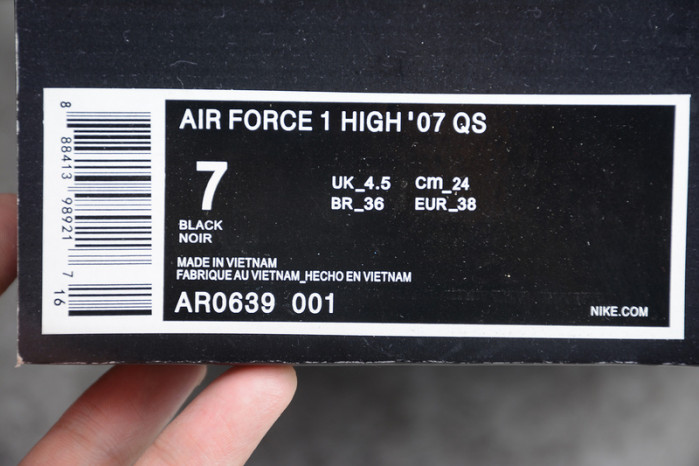 AIR FORCE 1 HIGH '07 QS
7
UK_4.5 Cm_24
BR_36 EUR_38
BLACK
NOIR
MADE IN VIETNAM
FABRIQUE AU VIETNAM_HECHO EN VIETNAM
AR0639 001
NIKE.COM
8 88413 98921 7 16